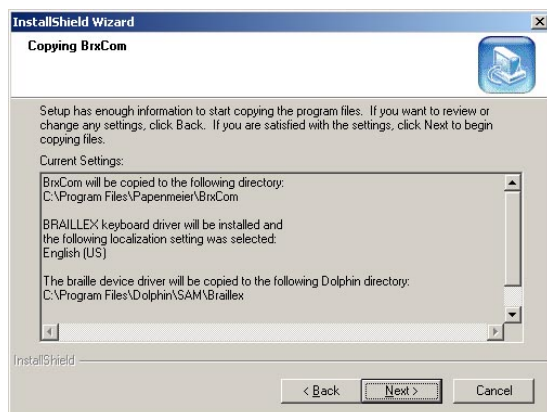 InstallShield Wizard
Copying BrxCom
Setup has enough information to start copying the program files. If you want to review or
change any settings, click Back. If you are satisfied with the settings, click Next to begin
copying files.
Current Settings:
BrxCom will be copied to the following directory:
C:\Program Files\Papenmeier\BrxCom
BRAILLEX keyboard driver will be installed and
the following localization setting was selected:
English (US)
The braille device driver will be copied to the following Dolphin directory:
C:\Program Files\Dolphin\SAM\Braillex
InstallShield
< Back
Next >
Cancel